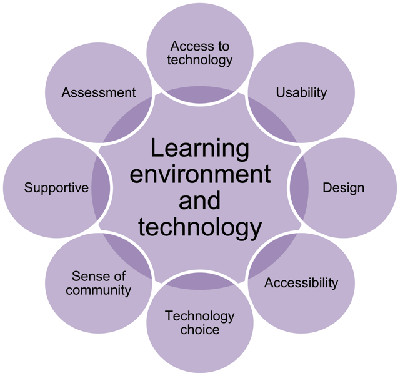 Access to
technology
Usability
Design
Accessibility
Technology
choice
Sense of
community
Supportive
Assessment
Learning
environment
and
technology